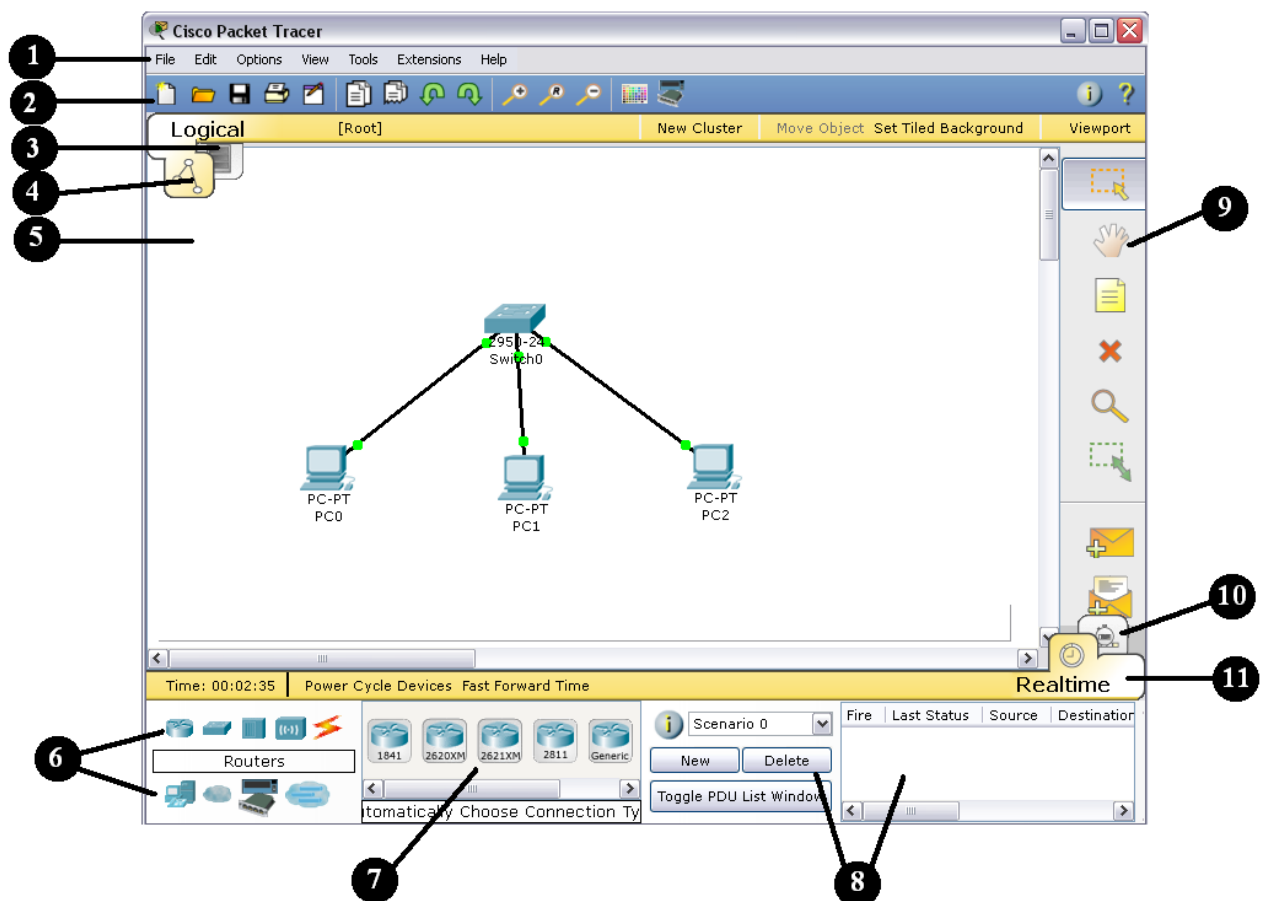 Cisco Packet Tracer
1
File Edit Options View Tools Extensions Help
2
R
i ?
Logical [Root] New Cluster Move Object Set Tiled Background Viewport
3
4
5
9
2950-24
Switch0
PC-PT
PC0
PC-PT
PC1
PC-PT
PC2
10
Time: 00:02:35 Power Cycle Devices Fast Forward Time Realtime
11
6
Routers
1841 2620XM 2621XM 2811 Generic
utomatically Choose Connection Ty
i Scenario 0
New Delete
Toggle PDU List Window
Fire Last Status Source Destination
7
8